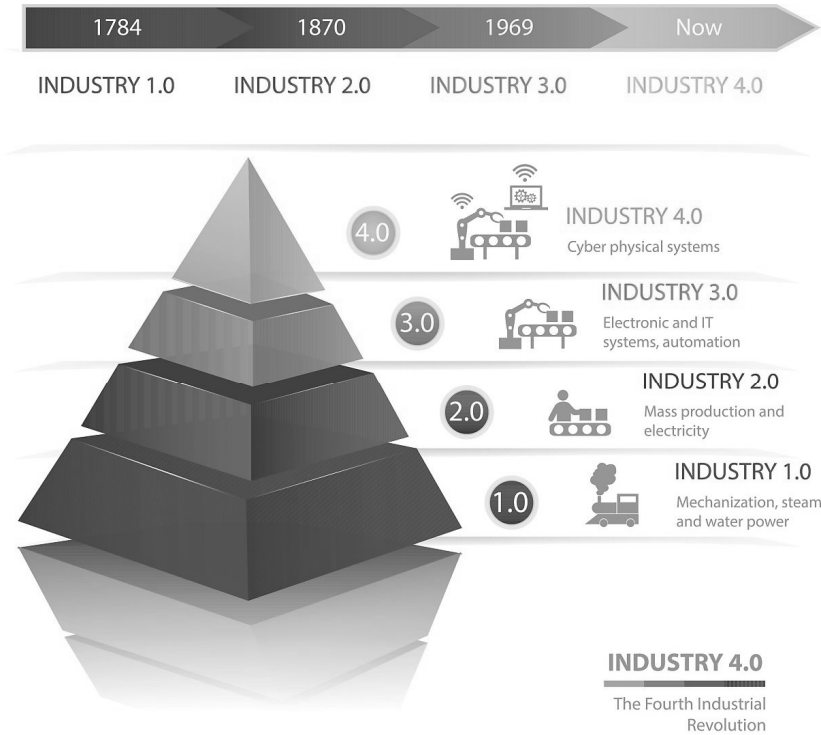 1784
1870
1969
Now
INDUSTRY 1.0
INDUSTRY 2.0
INDUSTRY 3.0
INDUSTRY 4.0
4.0
INDUSTRY 4.0
Cyber physical systems
3.0
INDUSTRY 3.0
Electronic and IT
systems, automation
2.0
INDUSTRY 2.0
Mass production and
electricity
1.0
INDUSTRY 1.0
Mechanization, steam
and water power
INDUSTRY 4.0
The Fourth Industrial
Revolution